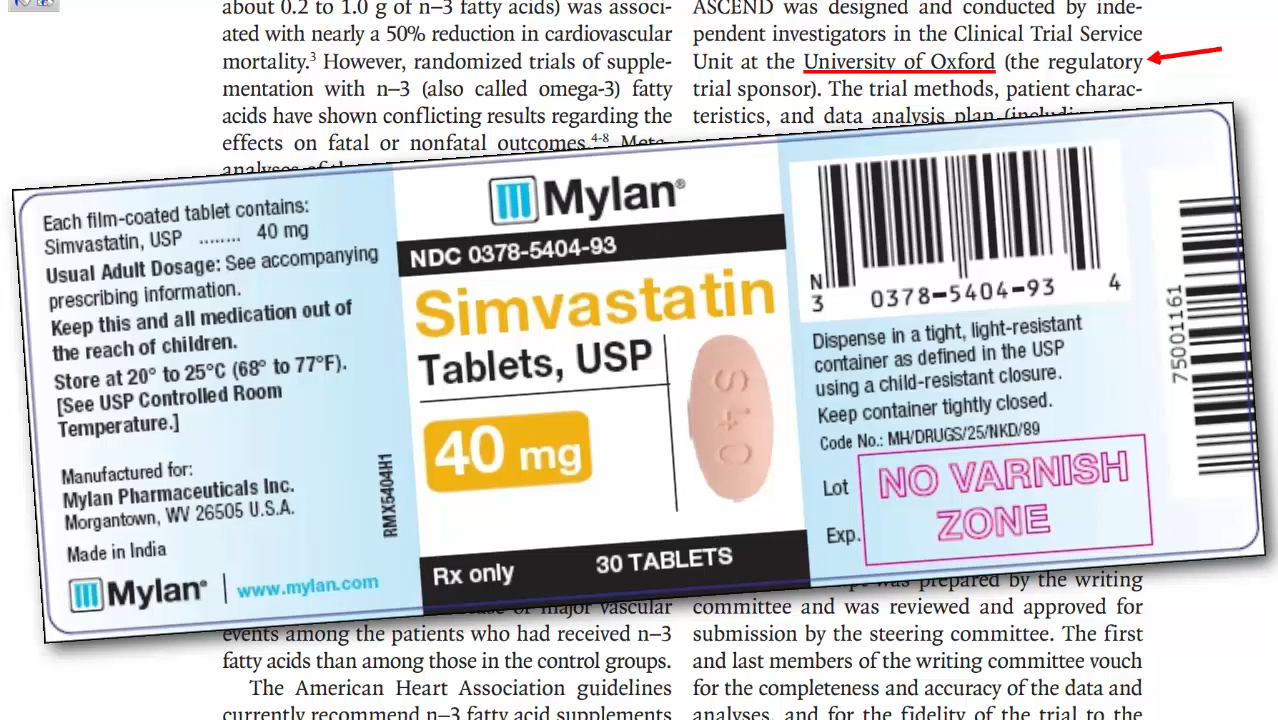 about 0.2 to 1.0 g of n–3 fatty acids) was associ-
ated with nearly a 50% reduction in cardiovascular
mortality.3 However, randomized trials of supple-
mentation with n–3 (also called omega-3) fatty
acids have shown conflicting results regarding the
effects on fatal or nonfatal outcomes.4-8 Meta-
analyses of
ASCEND was designed and conducted by inde-
pendent investigators in the Clinical Trial Service
Unit at the University of Oxford (the regulatory
trial sponsor). The trial methods, patient charac-
teristics, and data analysis plan (including
Each film-coated tablet contains:
Simvastatin, USP ......... 40 mg
Usual Adult Dosage: See accompanying
prescribing information.
Keep this and all medication out of
the reach of children.
Store at 20° to 25°C (68° to 77°F).
[See USP Controlled Room
Temperature.]
Manufactured for:
Mylan Pharmaceuticals Inc.
Morgantown, WV 26505 U.S.A.
Made in India
Mylan® www.mylan.com
RMX5404H1
Mylan®
NDC 0378-5404-93
Simvastatin
Tablets, USP
40 mg
S40
Rx only 30 TABLETS
N
3 0378-5404-93 4
Dispense in a tight, light-resistant
container as defined in the USP
using a child-resistant closure.
Keep container tightly closed.
Code No.: MH/DRUGS/25/NKD/89
Lot
Exp.
NO VARNISH
ZONE
75001161
major vascular
events among the patients who had received n–3
fatty acids than among those in the control groups.
The American Heart Association guidelines
currently recommend n–3 fatty acid supplements
was prepared by the writing
committee and was reviewed and approved for
submission by the steering committee. The first
and last members of the writing committee vouch
for the completeness and accuracy of the data and
analyses, and for the fidelity of the trial to the